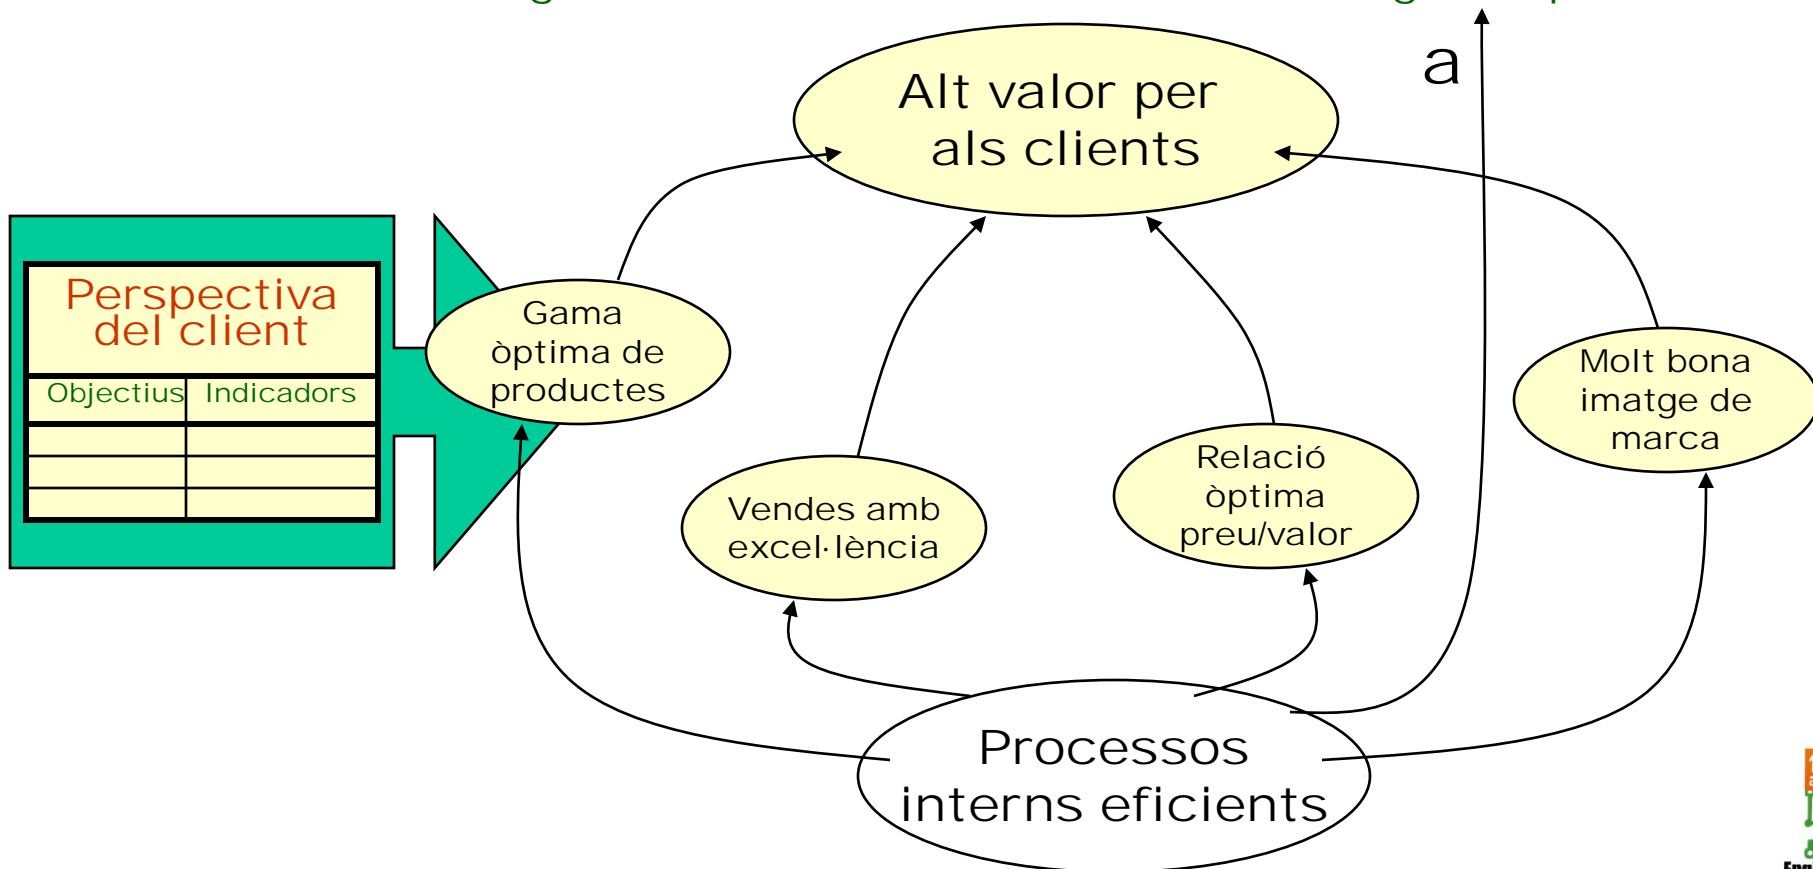 a
Alt valor per
als clients
Perspectiva
del client
Objectius Indicadors
Gama
òptima de
productes
Vendes amb
excel·lència
Relació
òptima
preu/valor
Molt bona
imatge de
marca
Processos
interns eficients